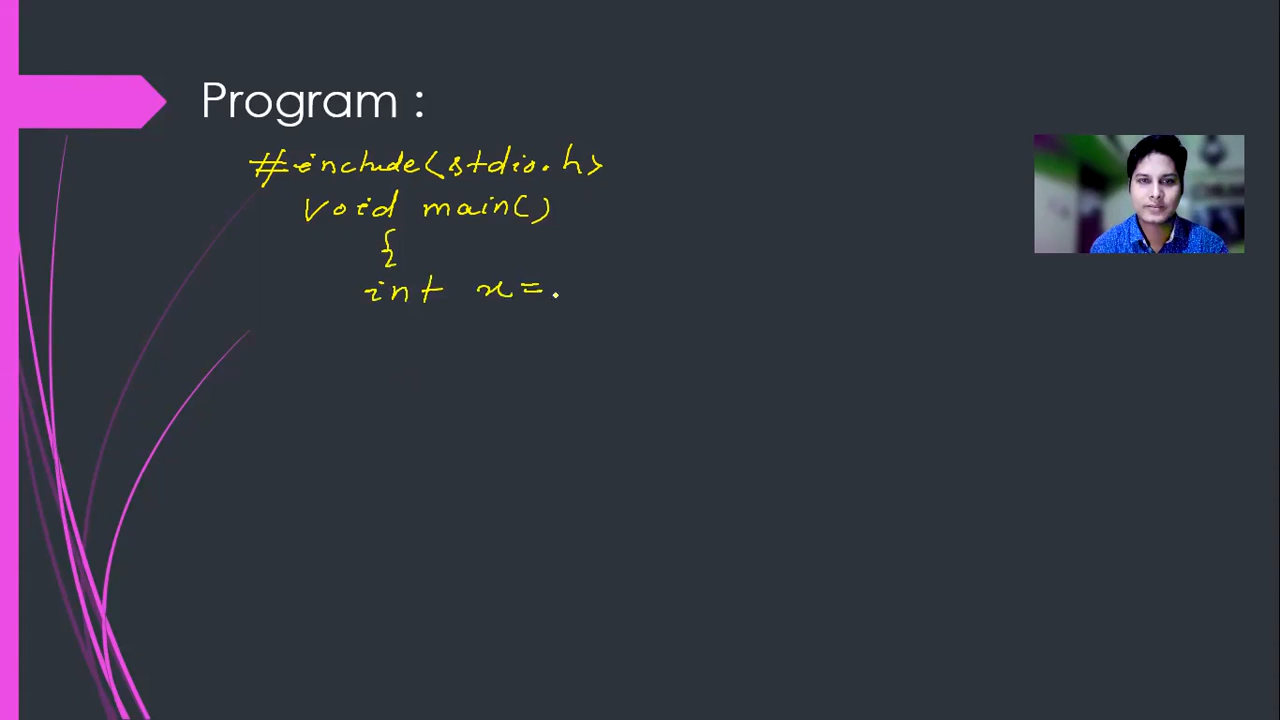 Program :
#include<stdio.h>
void main()
{
int x=